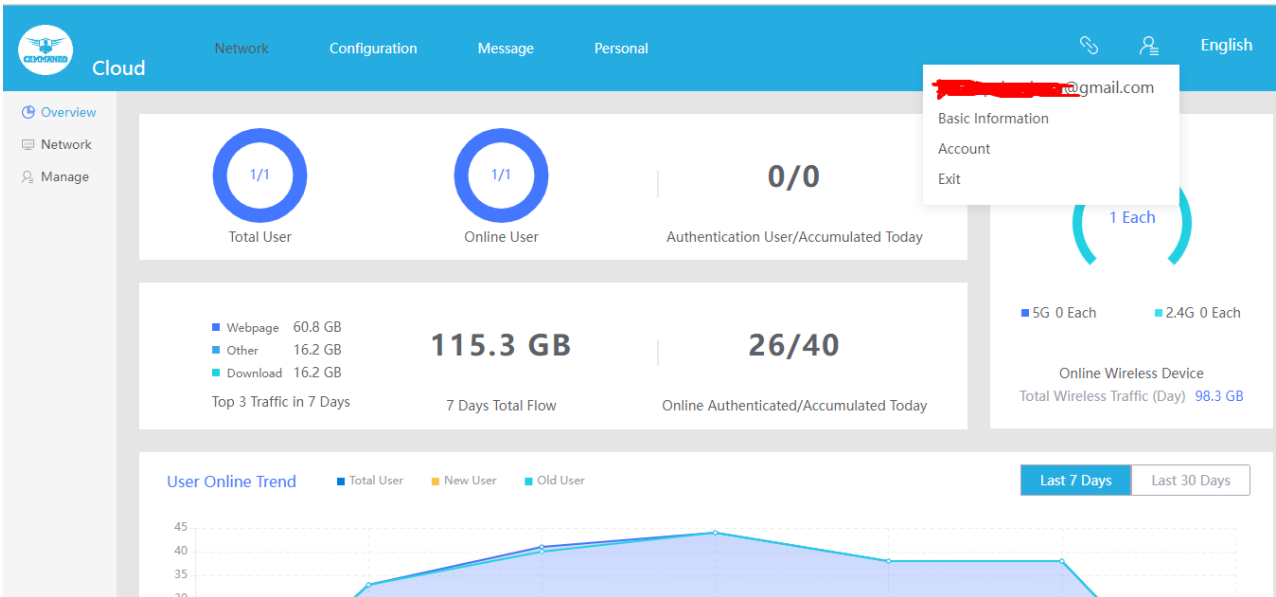 COMMANDO
Cloud
Network
Configuration
Message
Personal
English
@gmail.com
Basic Information
Account
Exit
Overview
Network
Manage
1/1
Total User
1/1
Online User
0/0
Authentication User/Accumulated Today
1 Each
5G 0 Each
2.4G 0 Each
Online Wireless Device
Total Wireless Traffic (Day) 98.3 GB
Webpage 60.8 GB
Other 16.2 GB
Download 16.2 GB
Top 3 Traffic in 7 Days
115.3 GB
7 Days Total Flow
26/40
Online Authenticated/Accumulated Today
User Online Trend
Total User
New User
Old User
Last 7 Days
Last 30 Days
45
40
35
30